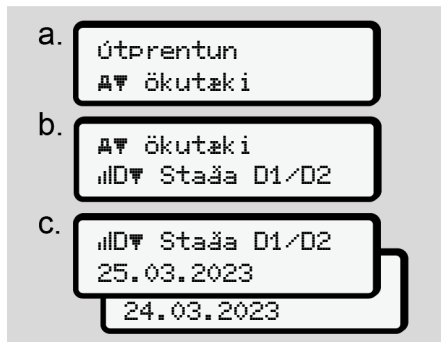 a.
útprentun
ökutæki
b.
ökutæki
Staða D1/D2
c.
Staða D1/D2
25.03.2023
24.03.2023